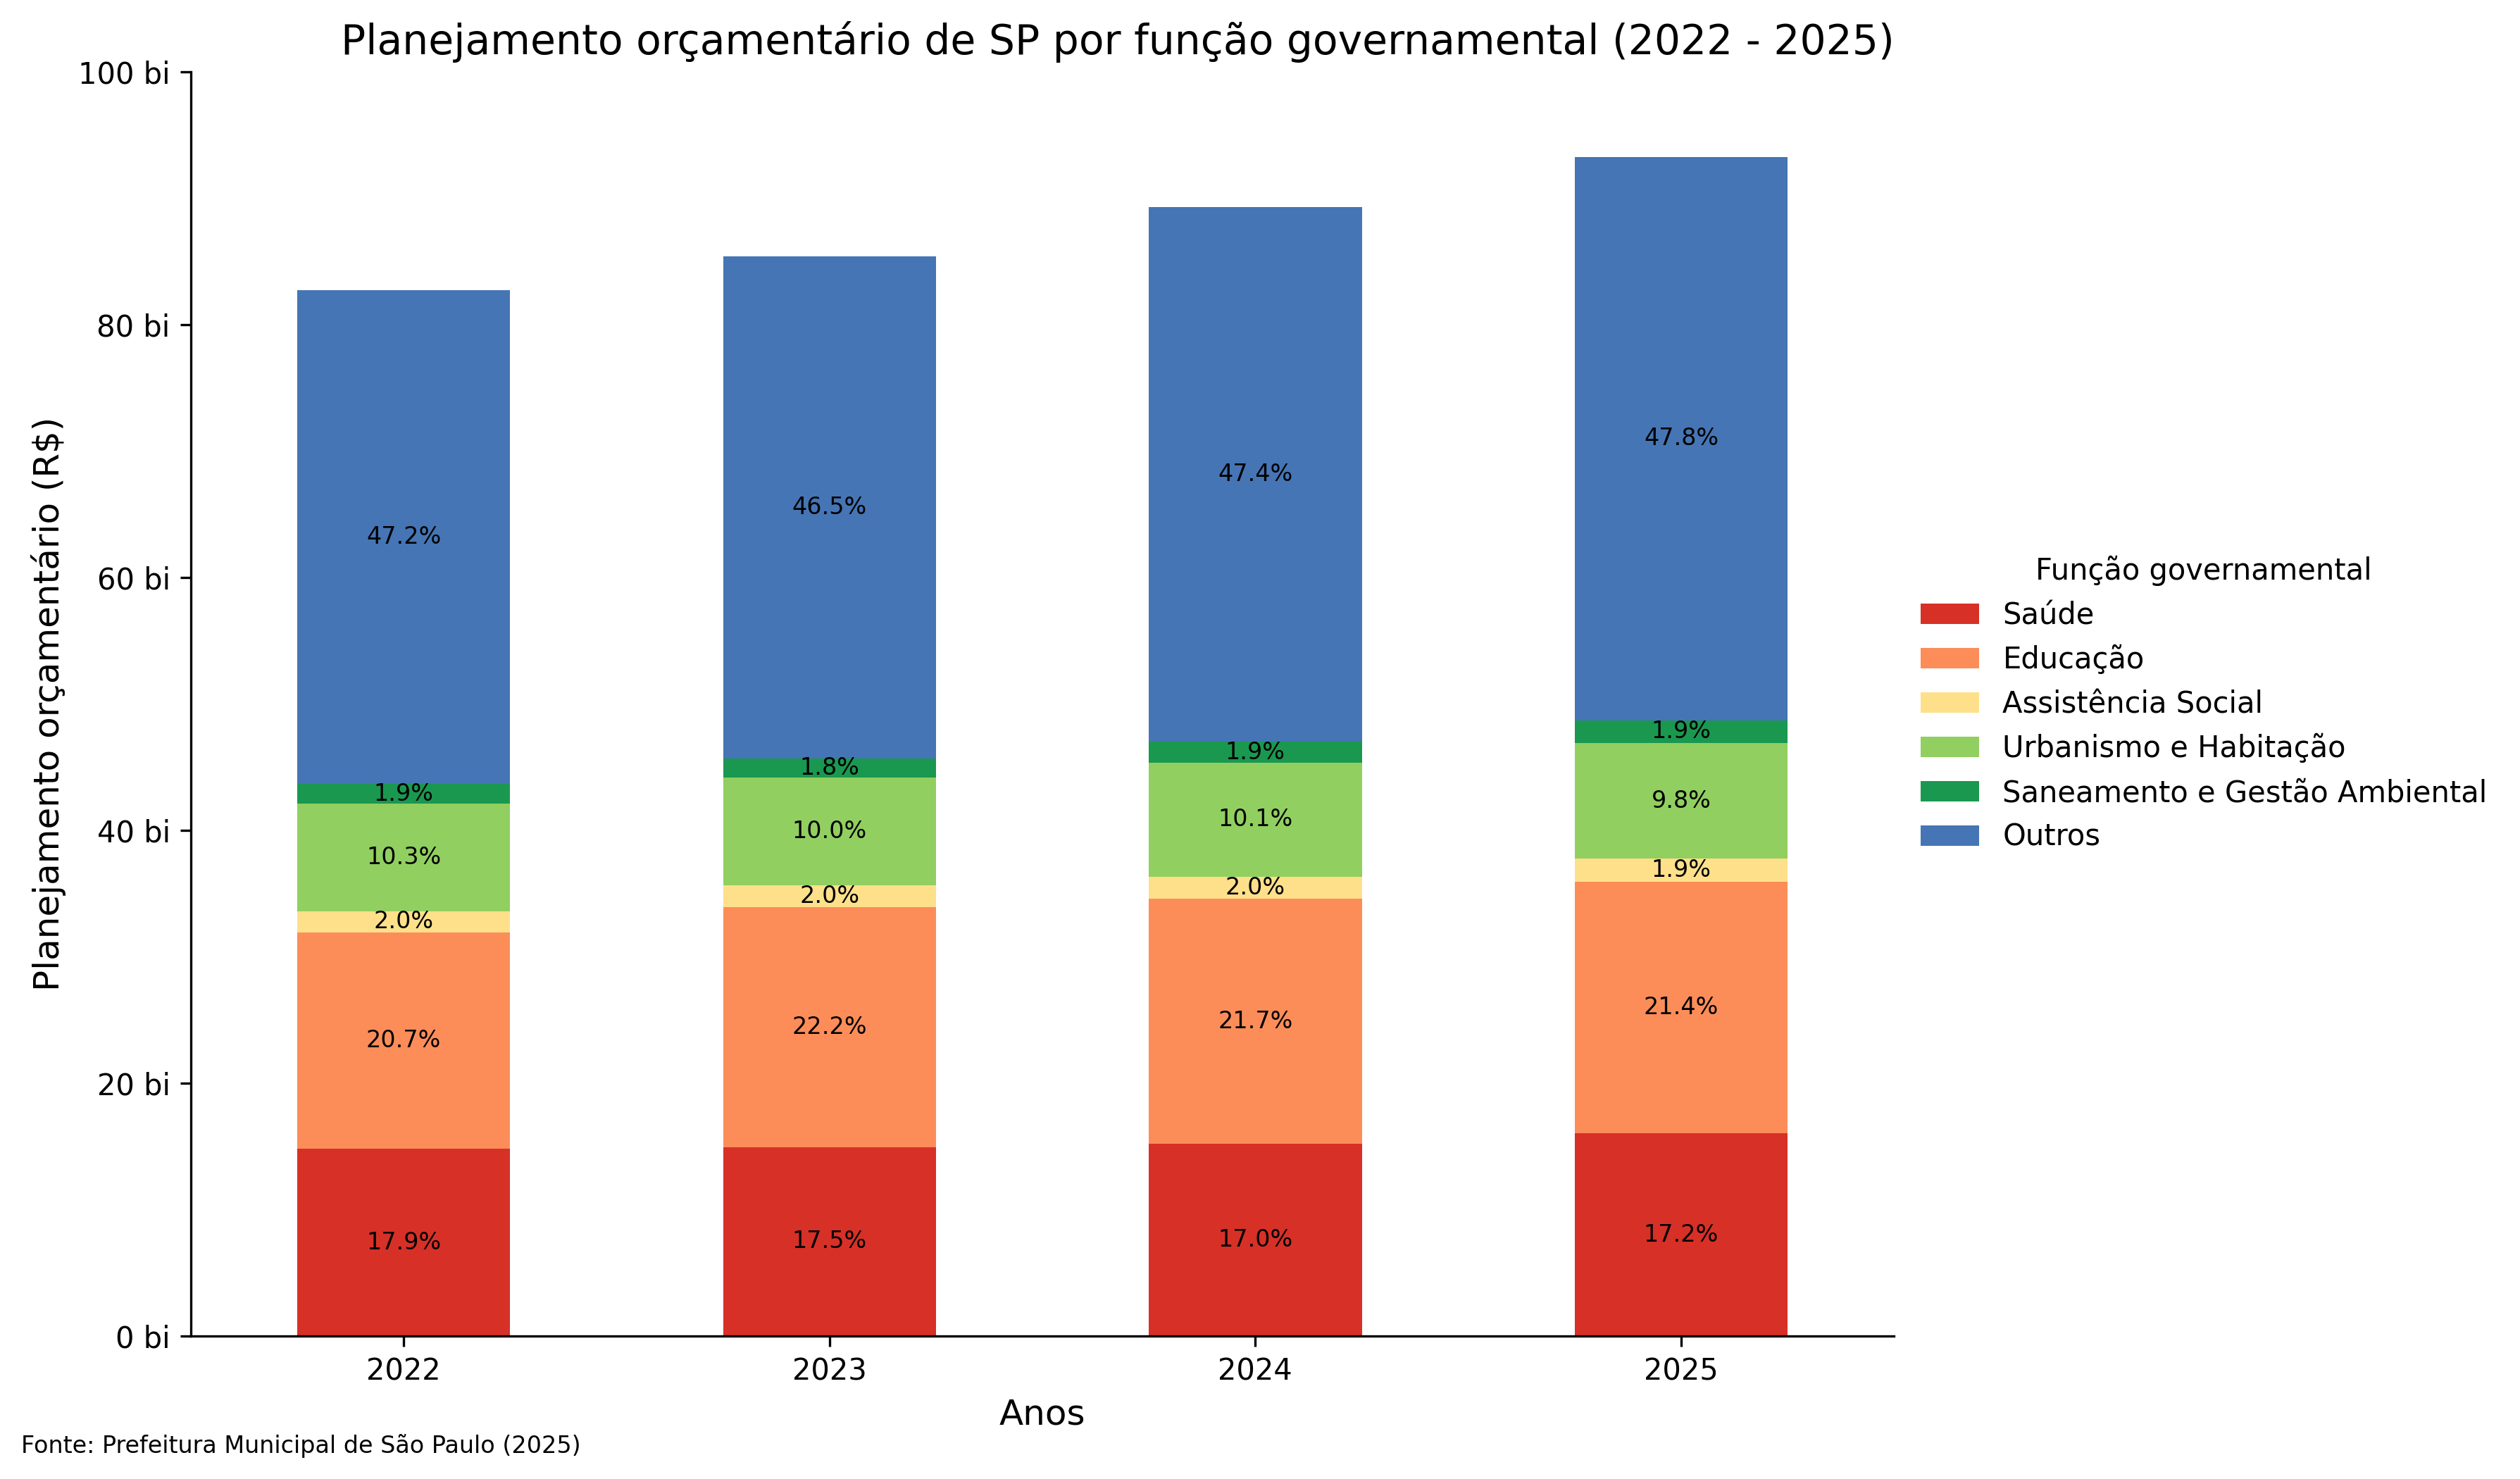 Planejamento orçamentário de SP por função governamental (2022 - 2025)
100 bi
80 bi
60 bi
40 bi
20 bi
0 bi
Planejamento orçamentário (R$)
47.2%
1.9%
10.3%
2.0%
20.7%
17.9%
46.5%
1.8%
10.0%
2.0%
22.2%
17.5%
47.4%
1.9%
10.1%
2.0%
21.7%
17.0%
47.8%
1.9%
9.8%
1.9%
21.4%
17.2%
2022
2023
2024
2025
Anos
Função governamental
Saúde
Educação
Assistência Social
Urbanismo e Habitação
Saneamento e Gestão Ambiental
Outros
Fonte: Prefeitura Municipal de São Paulo (2025)